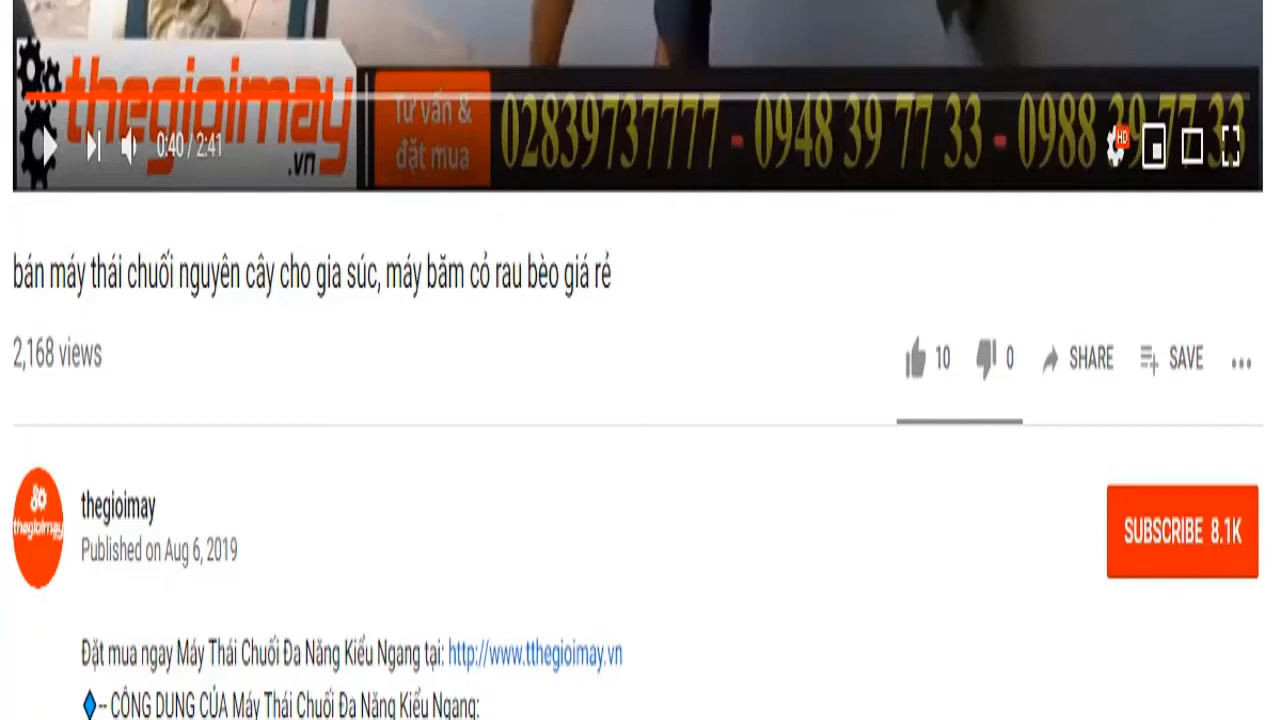 thegioimay
.vn
Tư vấn &
đặt mua
02839737777 - 0948 39 77 33 - 0988 39 77 33
HD
0:40 / 2:41
bán máy thái chuối nguyên cây cho gia súc, máy băm cỏ rau bèo giá rẻ
2,168 views
10 0 SHARE SAVE
thegioimay
thegioimay
Published on Aug 6, 2019
SUBSCRIBE 8.1K
Đặt mua ngay Máy Thái Chuối Đa Năng Kiểu Ngang tại: http://www.tthegioimay.vn
-- CÔNG DỤNG CỦA Máy Thái Chuối Đa Năng Kiểu Ngang: